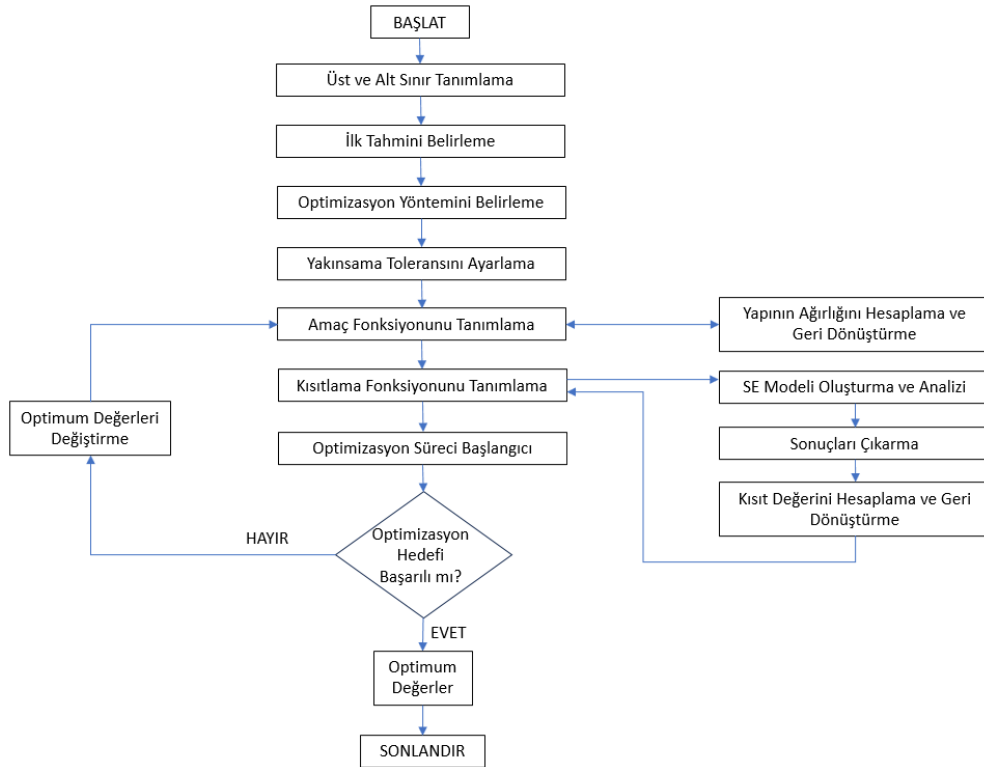 BAŞLAT
Üst ve Alt Sınır Tanımlama
İlk Tahmini Belirleme
Optimizasyon Yöntemini Belirleme
Yakınsama Toleransını Ayarlama
Amaç Fonksiyonunu Tanımlama
Yapının Ağırlığını Hesaplama ve
Geri Dönüştürme
Kısıtlama Fonksiyonunu Tanımlama
SE Modeli Oluşturma ve Analizi
Optimum Değerleri
Değiştirme
Optimizasyon Süreci Başlangıcı
Sonuçları Çıkarma
Kısıt Değerini Hesaplama ve Geri
Dönüştürme
HAYIR
Optimizasyon
Hedefi
Başarılı mı?
EVET
Optimum
Değerler
SONLANDIR